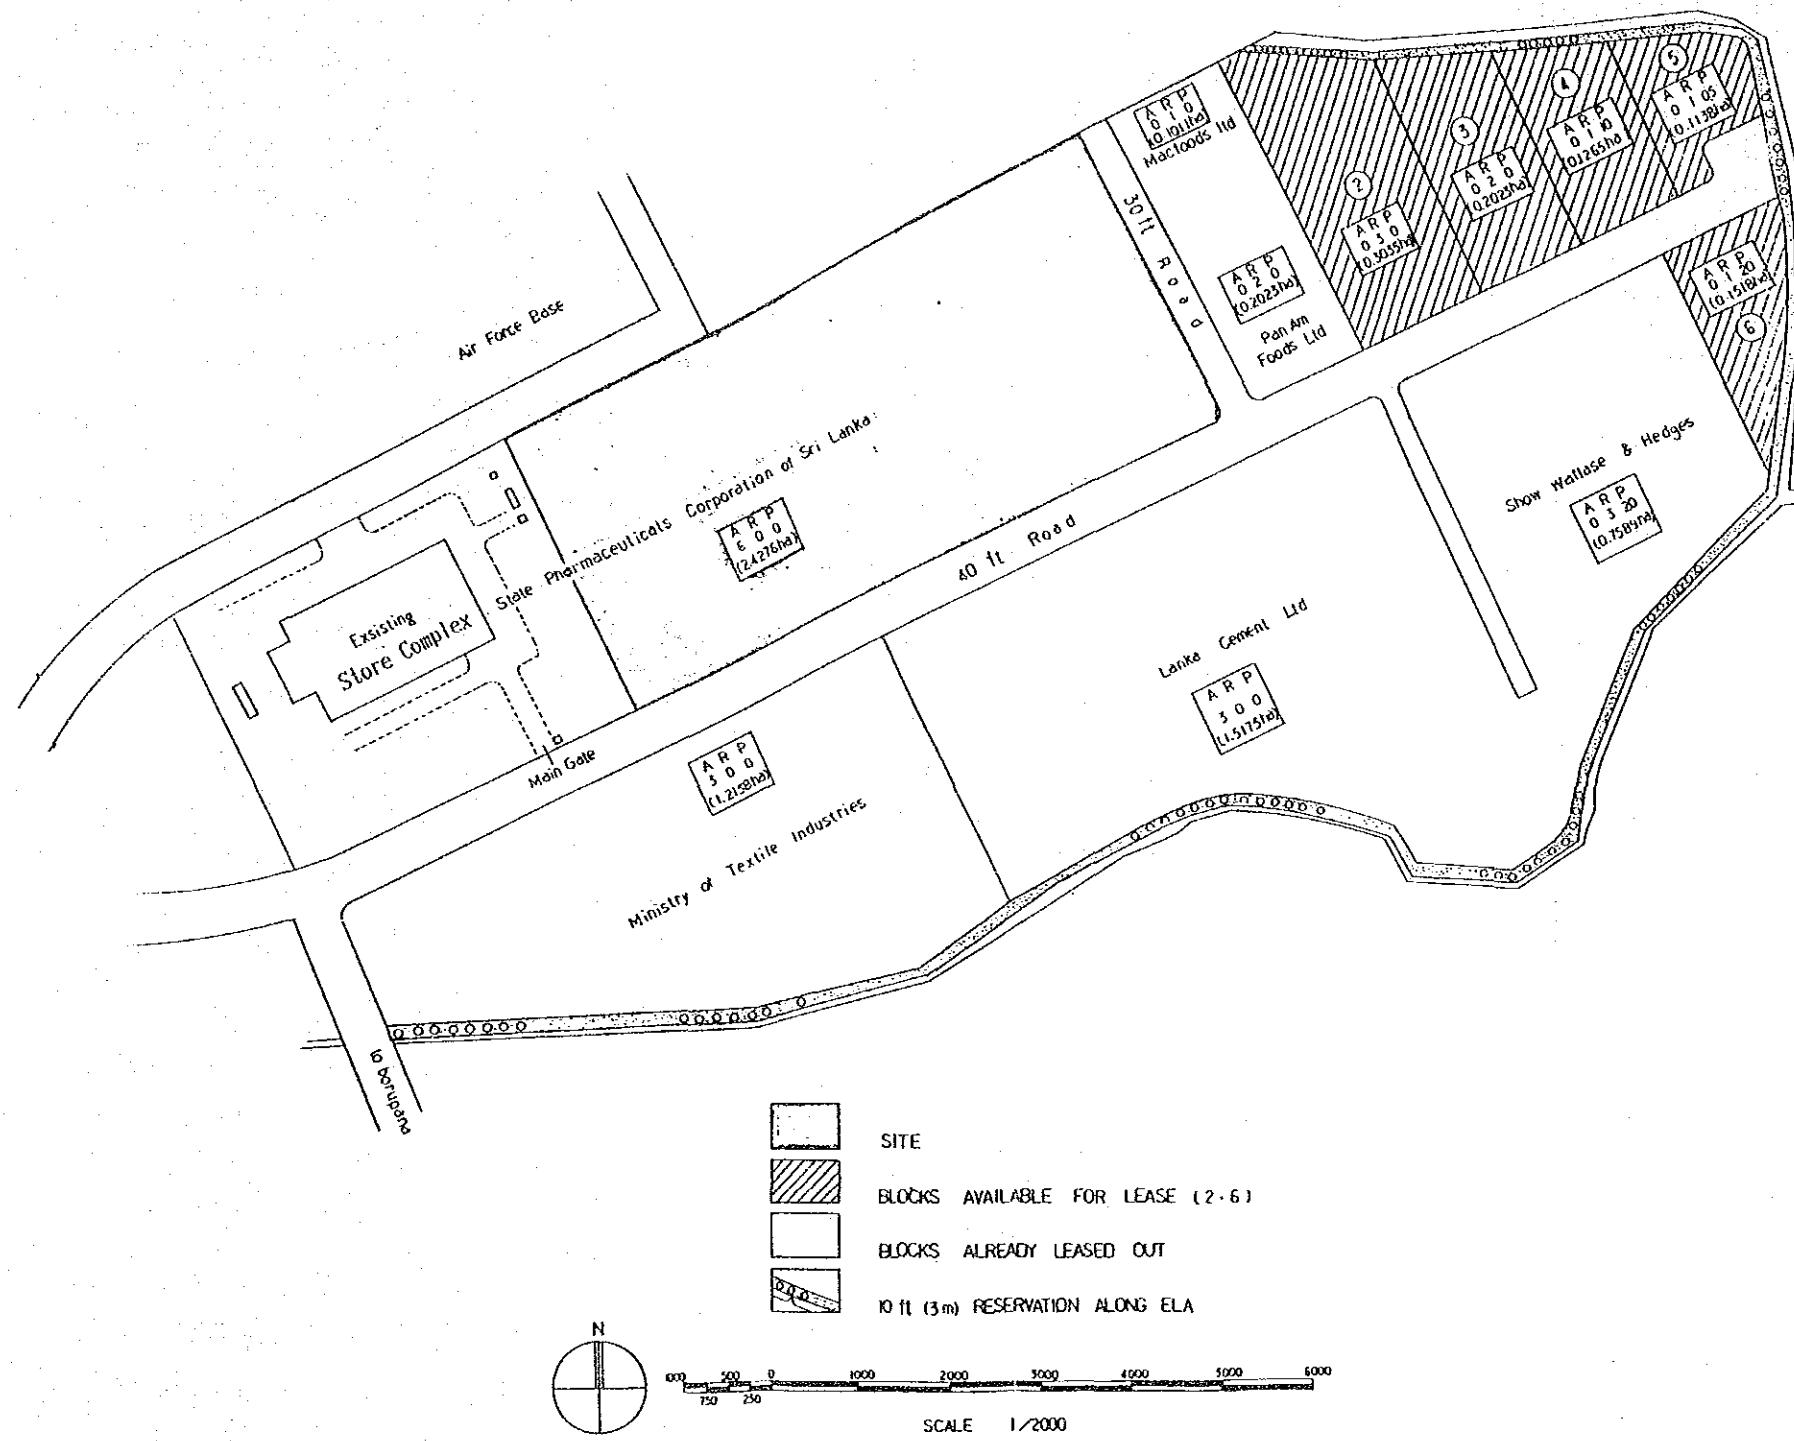 A R P
0 1 0
(0.1011ha)
Macfoods ltd
2
A R P
0 3 0
(0.3035ha)
3
A R P
0 2 0
(0.2023ha)
4
A R P
0 1 10
(0.1265ha
5
A R P
0 1 05
(0.1138ha)
A R P
0 1 20
(0.1518ha)
6
30 ft Road
A R P
0 2 0
(0.2023ha)
Pan Am
Foods Ltd
Air Force Base
Show Wallase & Hedges
A R P
0 3 20
(0.7589ha)
State Pharmaceuticals Corporation of Sri Lanka
A R P
6 0 0
(2.4276ha)
40 ft Road
Exsisting
Store Complex
Lanka Cement Ltd
A R P
3 0 0
(1.5175ha)
Main Gate
A R P
3 0 0
(1.2138ha)
Ministry of Textile Industries
to borupana
SITE
BLOCKS AVAILABLE FOR LEASE (2-6)
BLOCKS ALREADY LEASED OUT
10 ft (3m) RESERVATION ALONG ELA
N
500 0 1000 2000 3000 4000 5000 6000
750 250
SCALE 1/2000